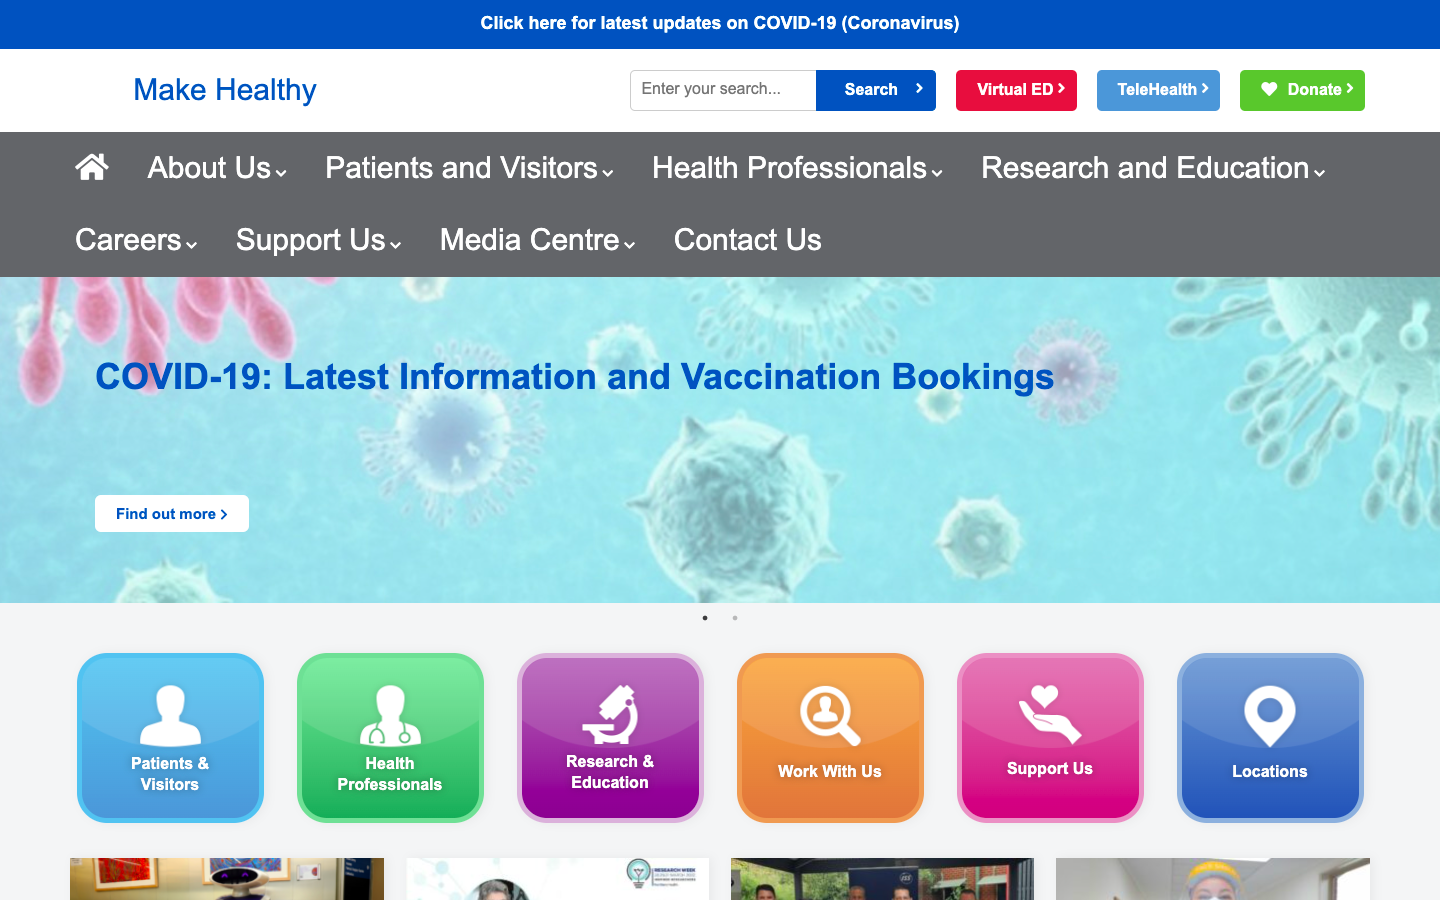 Click here for latest updates on COVID-19 (Coronavirus)
Make Healthy
Enter your search...
Search
Virtual ED
TeleHealth
Donate
About Us
Patients and Visitors
Health Professionals
Research and Education
Careers
Support Us
Media Centre
Contact Us
COVID-19: Latest Information and Vaccination Bookings
Find out more
Patients &
Visitors
Health
Professionals
Research &
Education
Work With Us
Support Us
Locations
RESEARCH WEEK